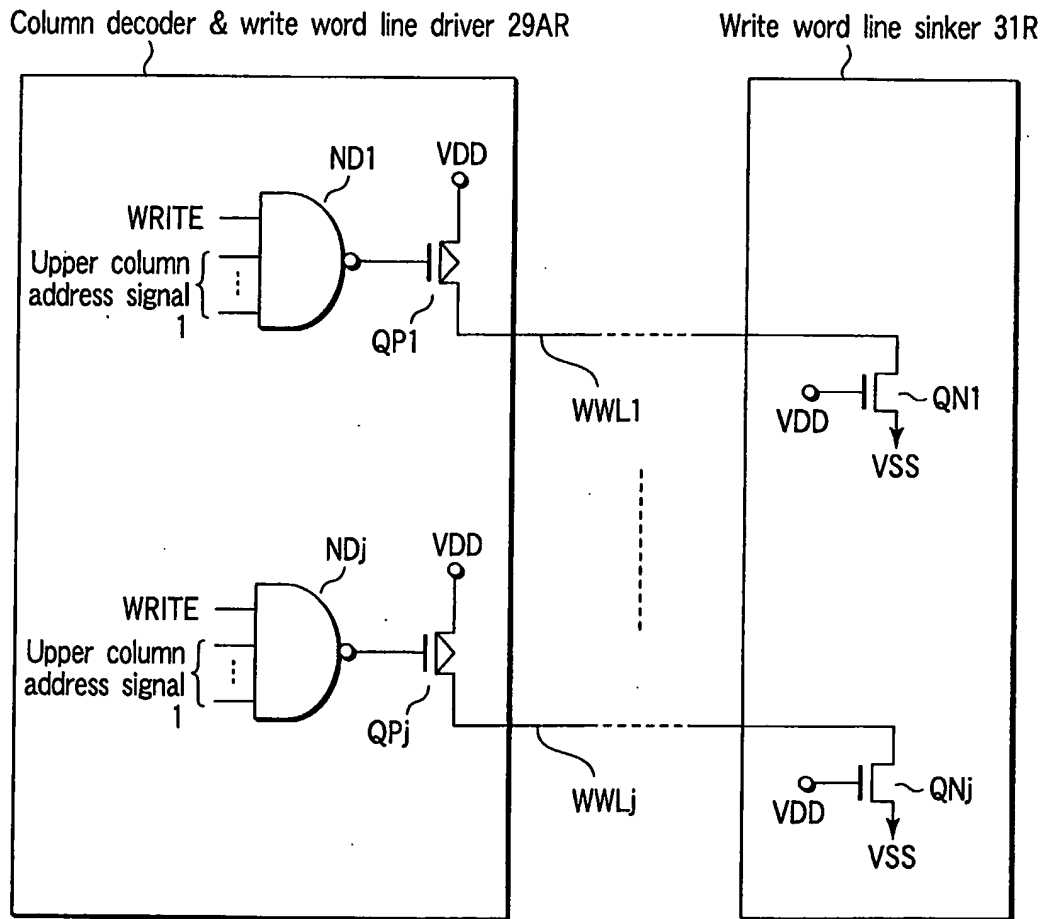 Column decoder & write word line driver 29AR
Write word line sinker 31R
ND1
VDD
WRITE
Upper column
address signal
1
QP1
WWL1
VDD
QN1
VSS
NDj
VDD
WRITE
Upper column
address signal
1
QPj
WWLj
VDD
QNj
VSS